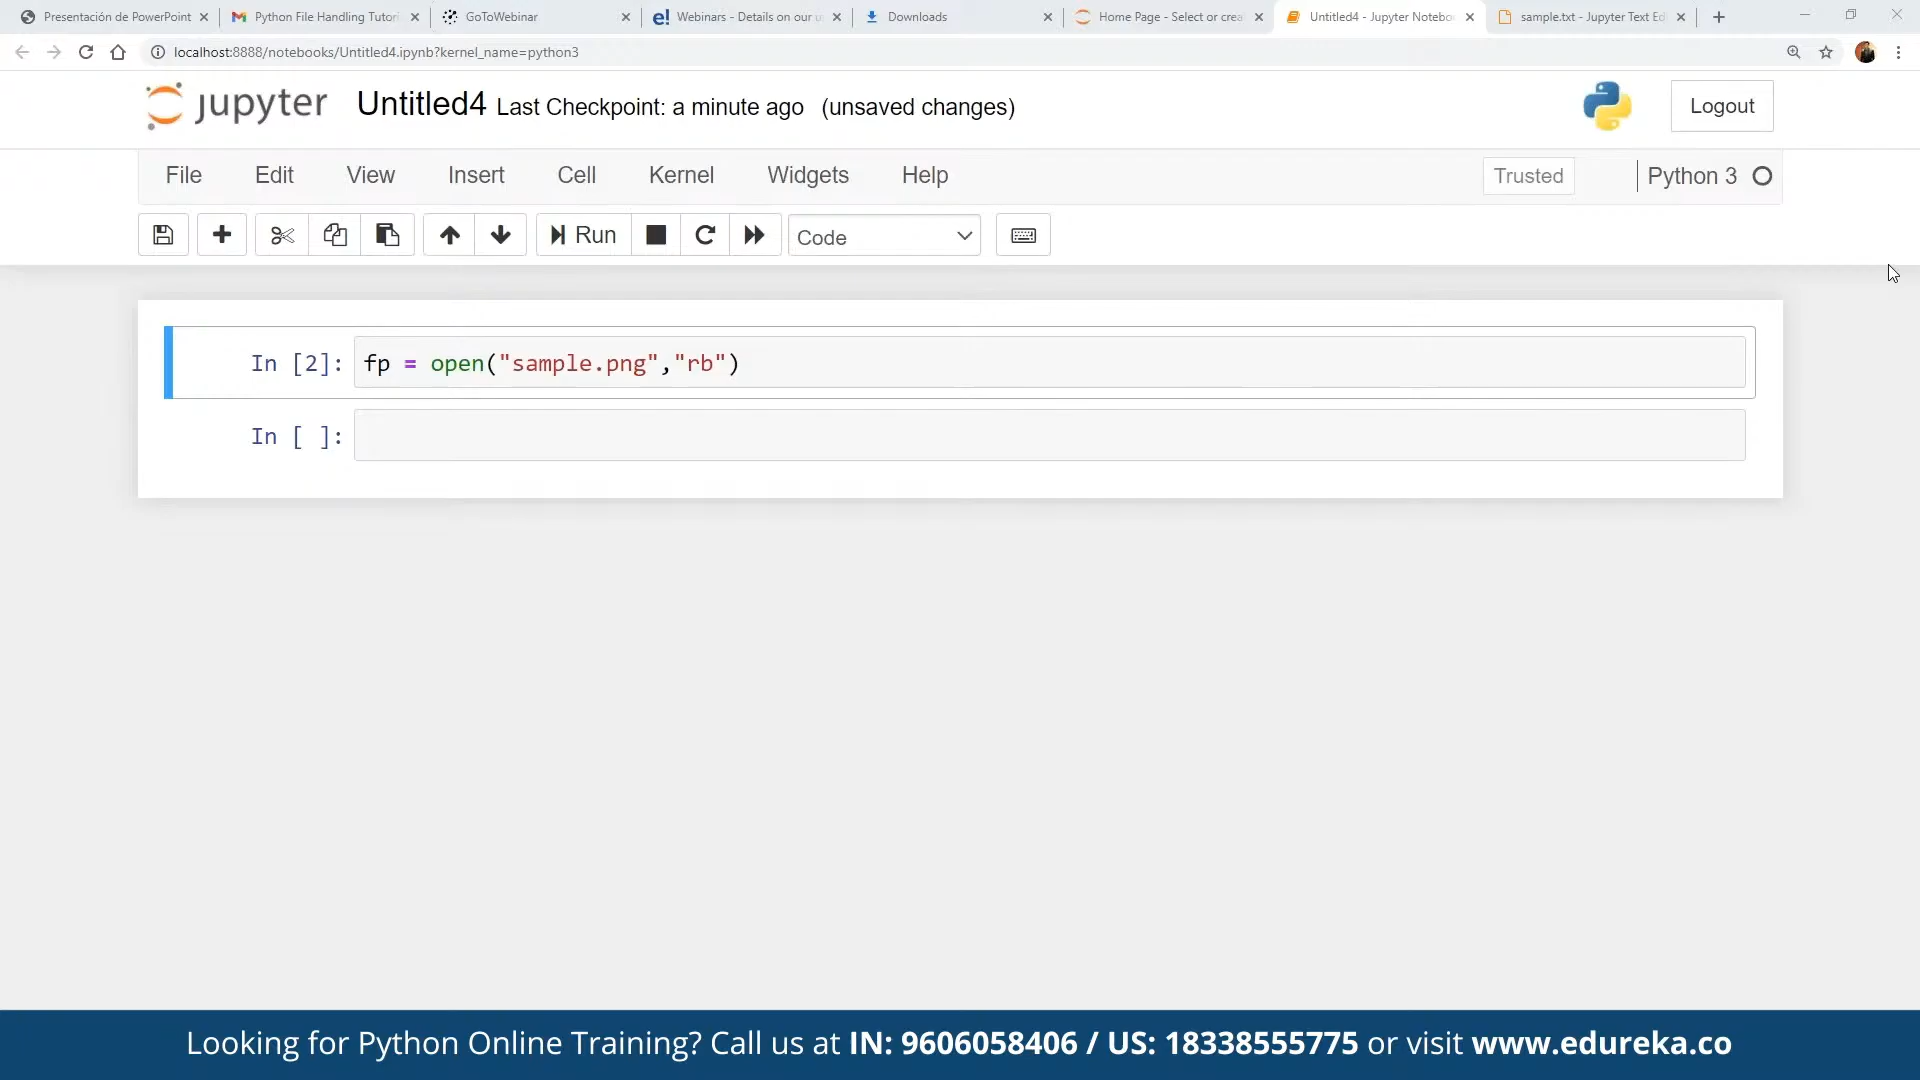 Presentación de PowerPoint
Python File Handling Tutori
GoToWebinar
Webinars - Details on our u
Downloads
Home Page - Select or crea
Untitled4 - Jupyter Notebo
sample.txt - Jupyter Text Ed
localhost:8888/notebooks/Untitled4.ipynb?kernel_name=python3
jupyter Untitled4 Last Checkpoint: a minute ago (unsaved changes)
Logout
File Edit View Insert Cell Kernel Widgets Help
Trusted
Python 3
Run
Code
In [2]: fp = open("sample.png","rb")
In [ ]:
Looking for Python Online Training? Call us at IN: 9606058406 / US: 18338555775 or visit www.edureka.co